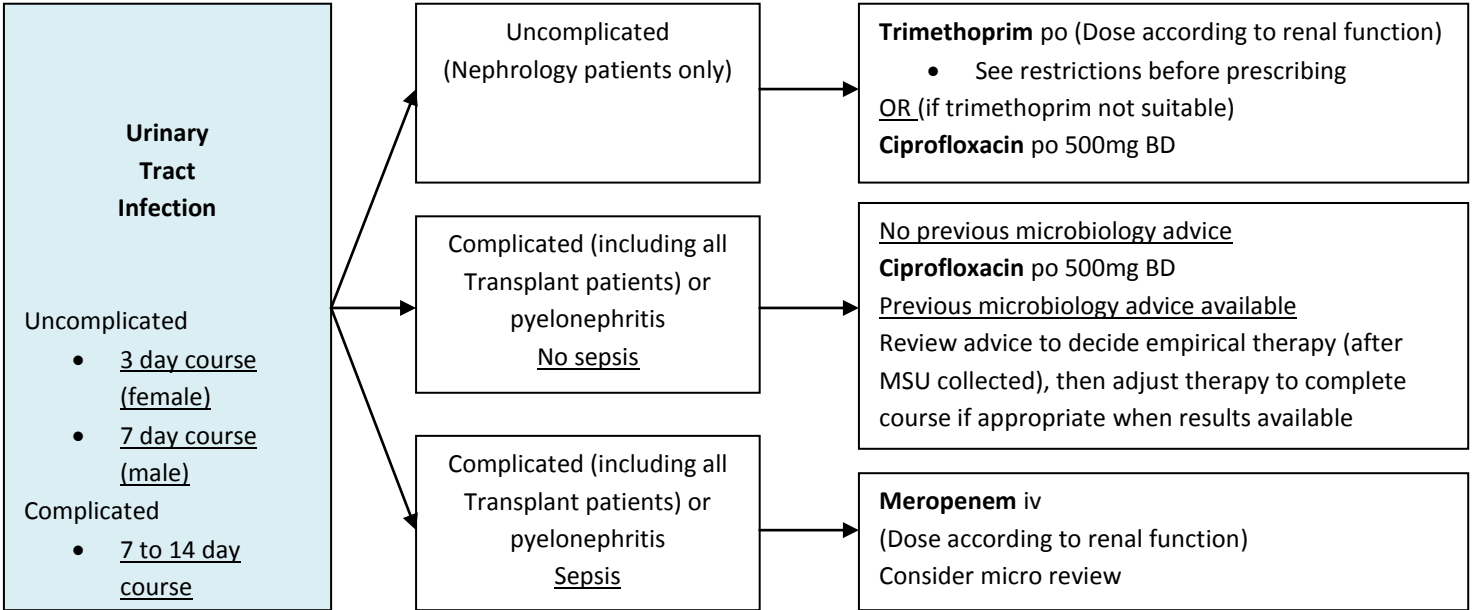 Urinary
Tract
Infection
Uncomplicated
• 3 day course
(female)
• 7 day course
(male)
Complicated
• 7 to 14 day
course
Uncomplicated
(Nephrology patients only)
Trimethoprim po (Dose according to renal function)
• See restrictions before prescribing
OR (if trimethoprim not suitable)
Ciprofloxacin po 500mg BD
Complicated (including all
Transplant patients) or
pyelonephritis
No sepsis
No previous microbiology advice
Ciprofloxacin po 500mg BD
Previous microbiology advice available
Review advice to decide empirical therapy (after
MSU collected), then adjust therapy to complete
course if appropriate when results available
Complicated (including all
Transplant patients) or
pyelonephritis
Sepsis
Meropenem iv
(Dose according to renal function)
Consider micro review